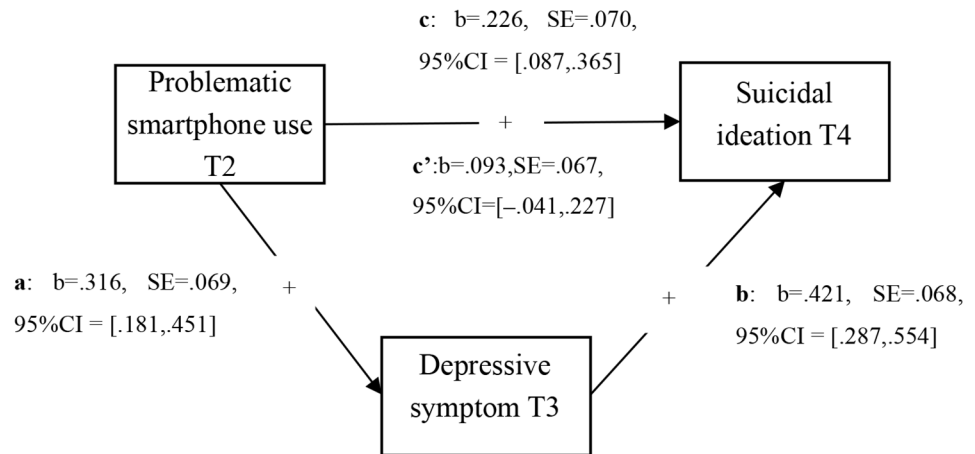 c: b=.226, SE=.070,
95%CI = [.087,.365]
Problematic
smartphone use
T2
+
Suicidal
ideation T4
c’:b=.093,SE=.067,
95%CI=[–.041,.227]
a: b=.316, SE=.069,
95%CI = [.181,.451]
+
+
b: b=.421, SE=.068,
95%CI = [.287,.554]
Depressive
symptom T3